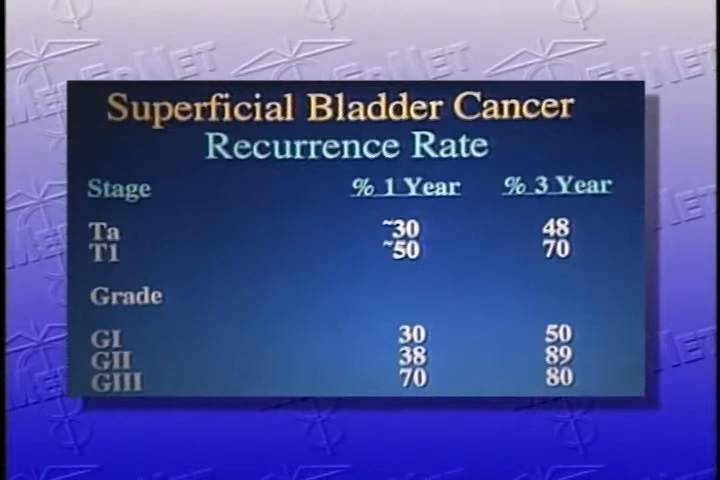 Superficial Bladder Cancer
Recurrence Rate
Stage % 1 Year % 3 Year
Ta ~30 48
T1 ~50 70
Grade
GI 30 50
GII 38 89
GIII 70 80